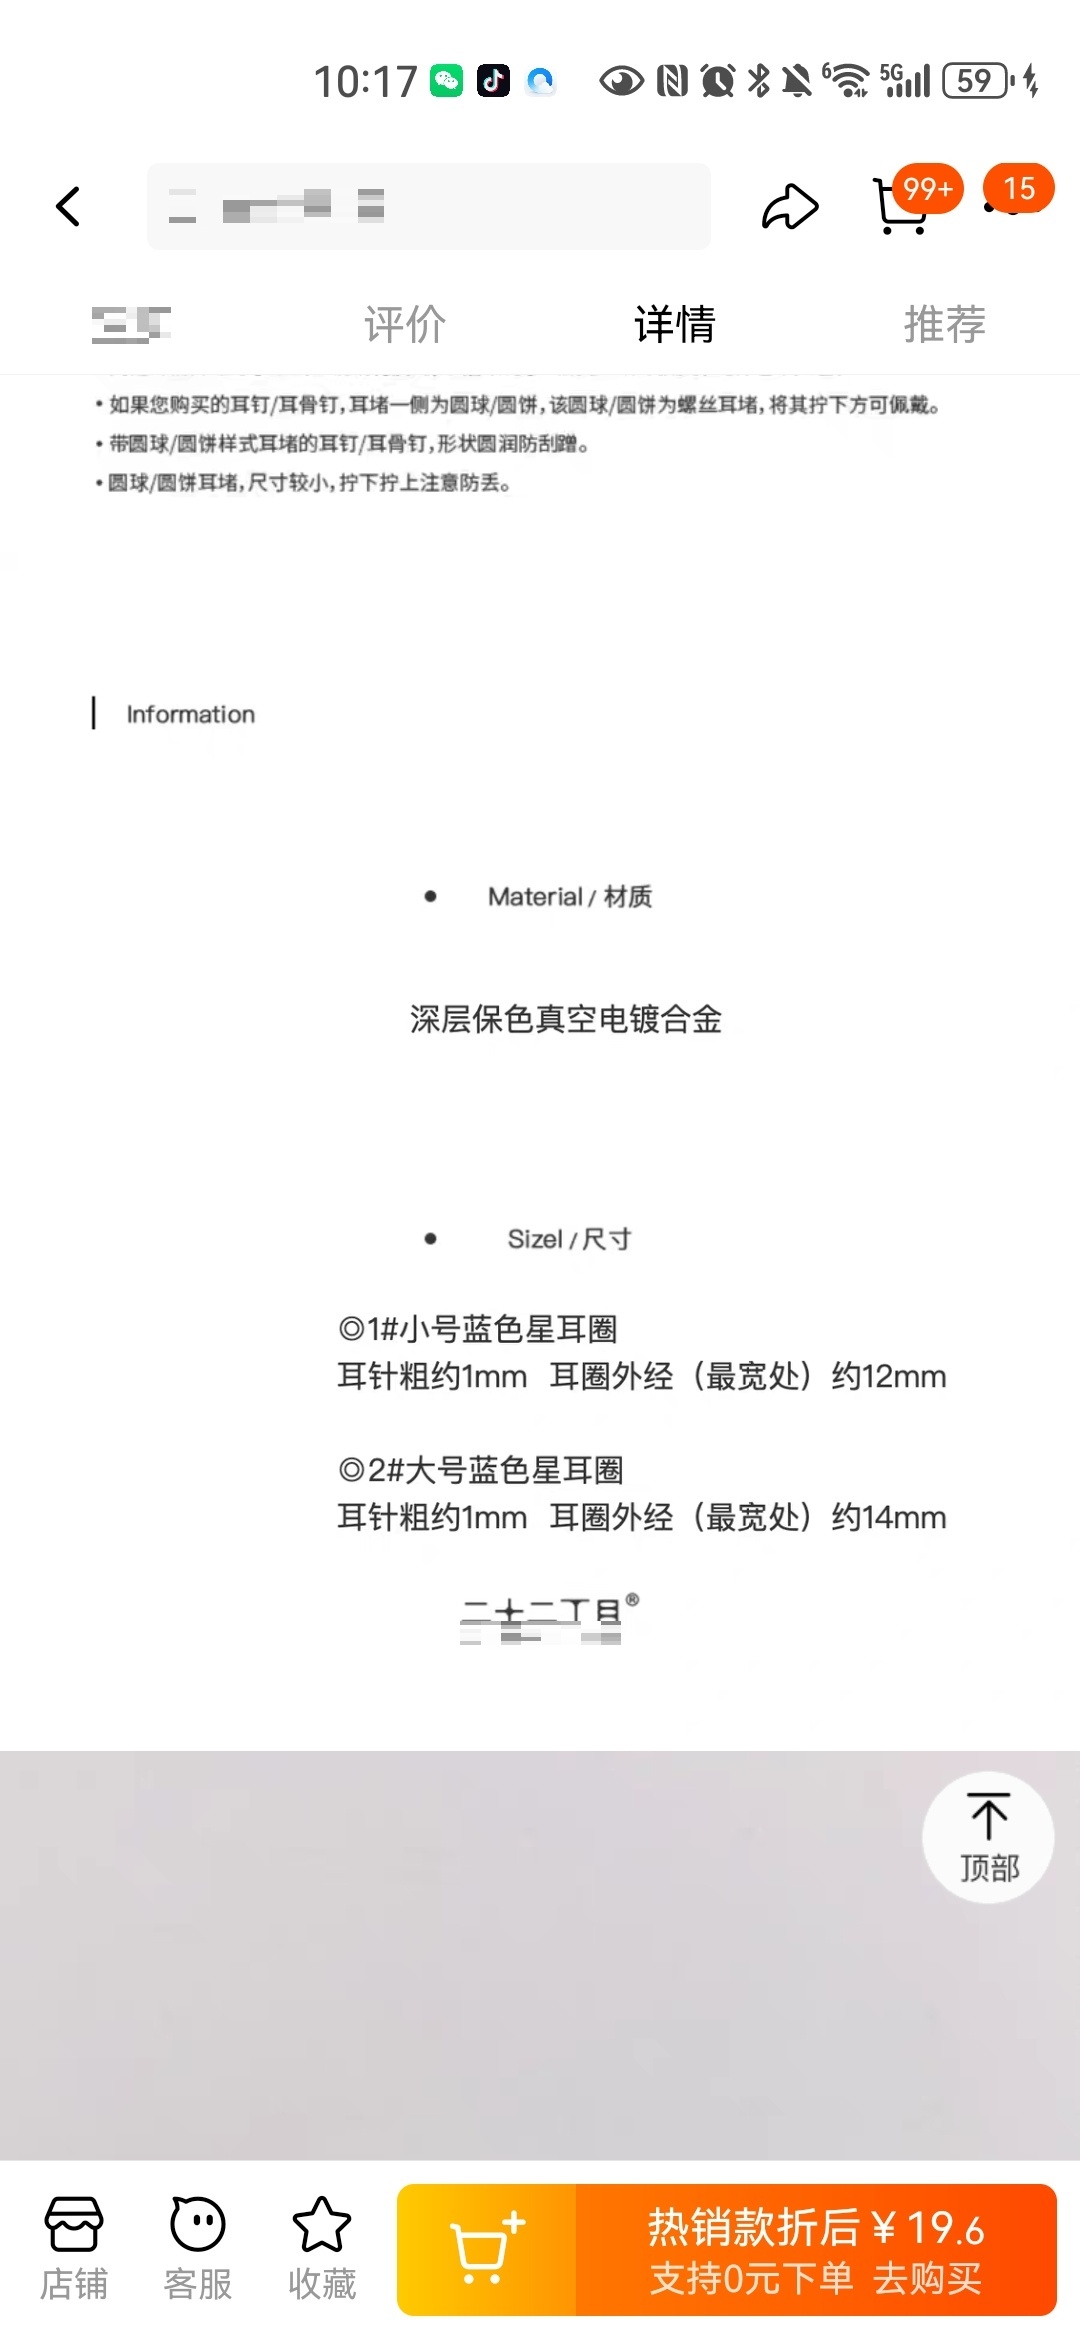 10:17
6
5G
59
99+
15
评价
详情
推荐
• 如果您购买的耳钉/耳骨钉,耳堵一侧为圆球/圆饼,该圆球/圆饼为螺丝耳堵,将其拧下方可佩戴。
• 带圆球/圆饼样式耳堵的耳钉/耳骨钉,形状圆润防刮蹭。
• 圆球/圆饼耳堵,尺寸较小,拧下拧上注意防丢。
Information
• Material / 材质
深层保色真空电镀合金
• Sizel / 尺寸
◎1#小号蓝色星耳圈
耳针粗约1mm 耳圈外经（最宽处）约12mm
◎2#大号蓝色星耳圈
耳针粗约1mm 耳圈外经（最宽处）约14mm
顶部
店铺
客服
收藏
热销款折后¥19.6
支持0元下单 去购买